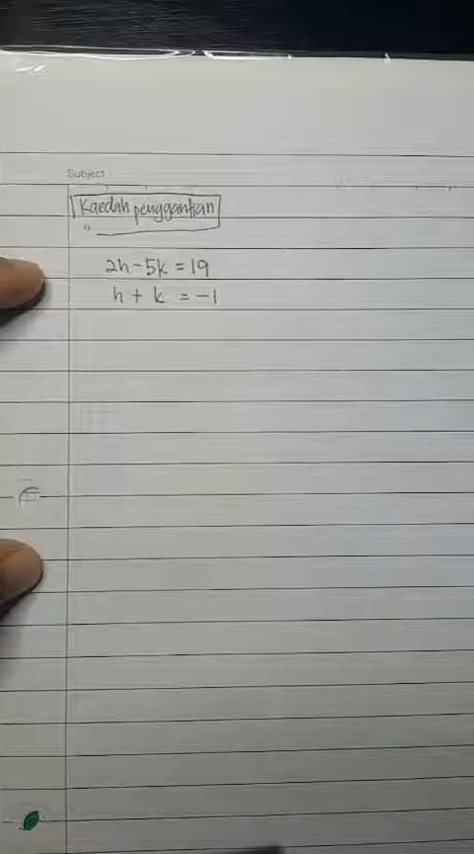 Subject
Kaedah penggantian
2h - 5k = 19
h + k = -1